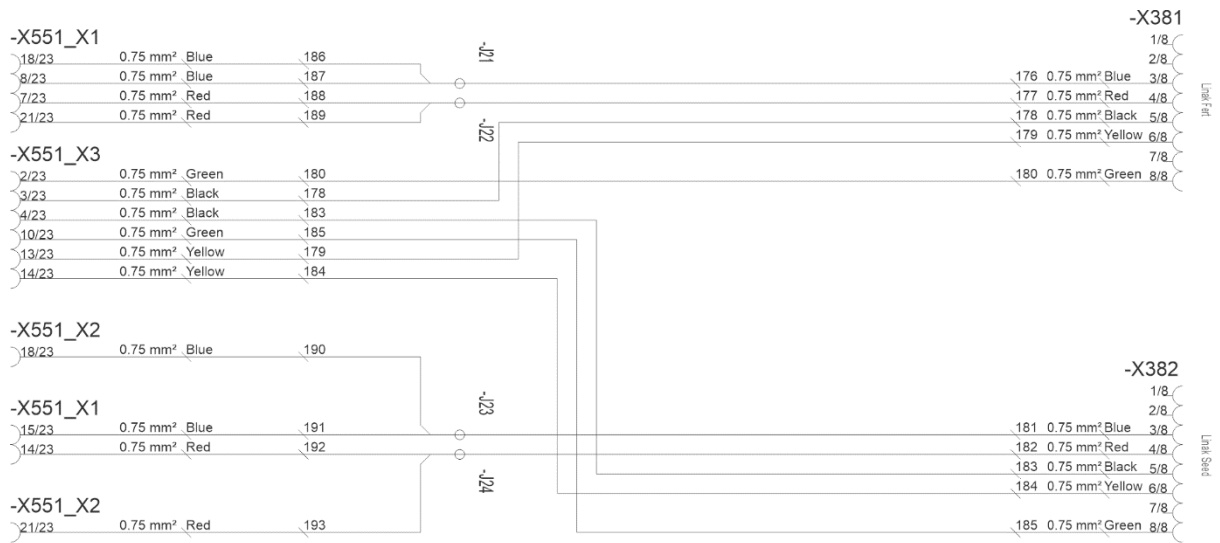 -X551_X1
18/23 0.75 mm² Blue 186
8/23 0.75 mm² Blue 187
7/23 0.75 mm² Red 188
21/23 0.75 mm² Red 189
-J21
-J22
-X381
1/8
2/8
176 0.75 mm² Blue 3/8
177 0.75 mm² Red 4/8
178 0.75 mm² Black 5/8
179 0.75 mm² Yellow 6/8
7/8
180 0.75 mm² Green 8/8
Linak Fert
-X551_X3
2/23 0.75 mm² Green 180
3/23 0.75 mm² Black 178
4/23 0.75 mm² Black 183
10/23 0.75 mm² Green 185
13/23 0.75 mm² Yellow 179
14/23 0.75 mm² Yellow 184
-X551_X2
18/23 0.75 mm² Blue 190
-X551_X1
15/23 0.75 mm² Blue 191
14/23 0.75 mm² Red 192
-X551_X2
21/23 0.75 mm² Red 193
-J23
-J24
-X382
1/8
2/8
181 0.75 mm² Blue 3/8
182 0.75 mm² Red 4/8
183 0.75 mm² Black 5/8
184 0.75 mm² Yellow 6/8
7/8
185 0.75 mm² Green 8/8
Linak Seed